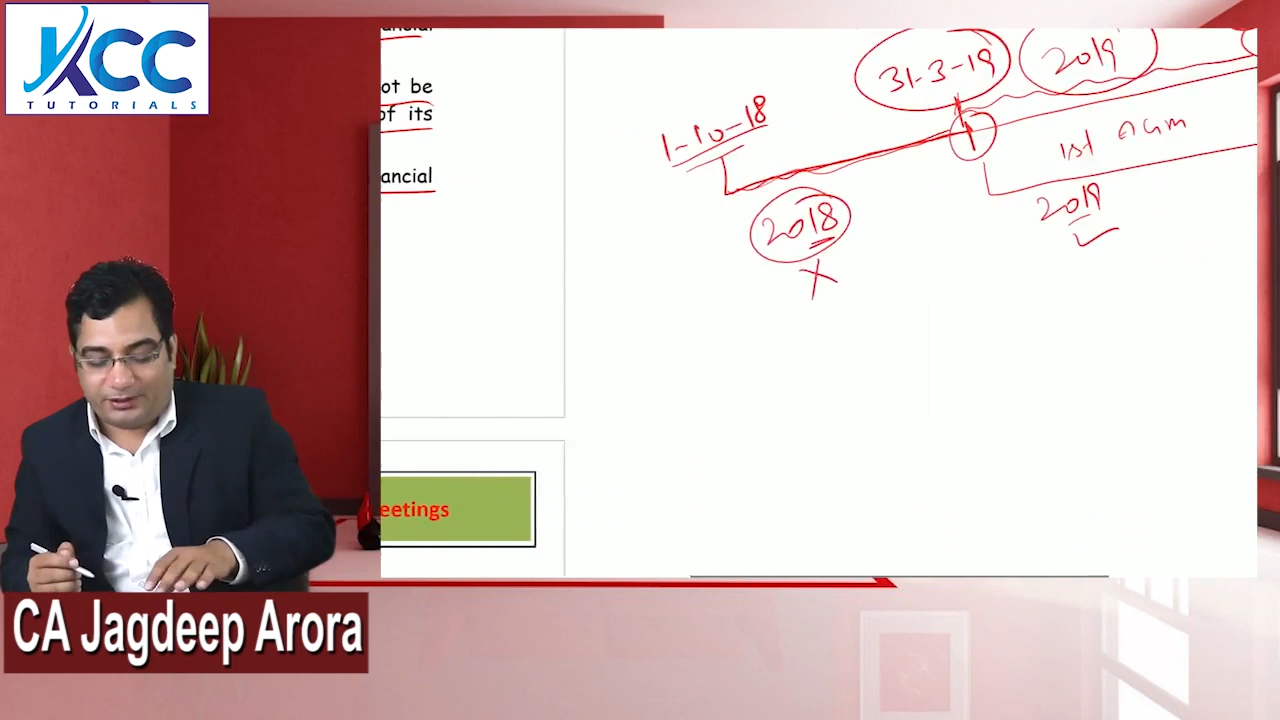 KCC
TUTORIALS
ancial
ot be
of its
ancial
1-10-18
31-3-19
2019
1st AGM
2018
2019
eetings
CA Jagdeep Arora